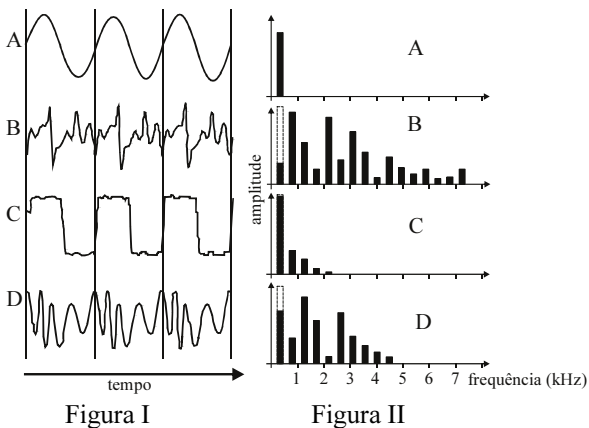 A
B
C
D
tempo
Figura I
A
B
C
D
amplitude
1 2 3 4 5 6 7 frequência (kHz)
Figura II